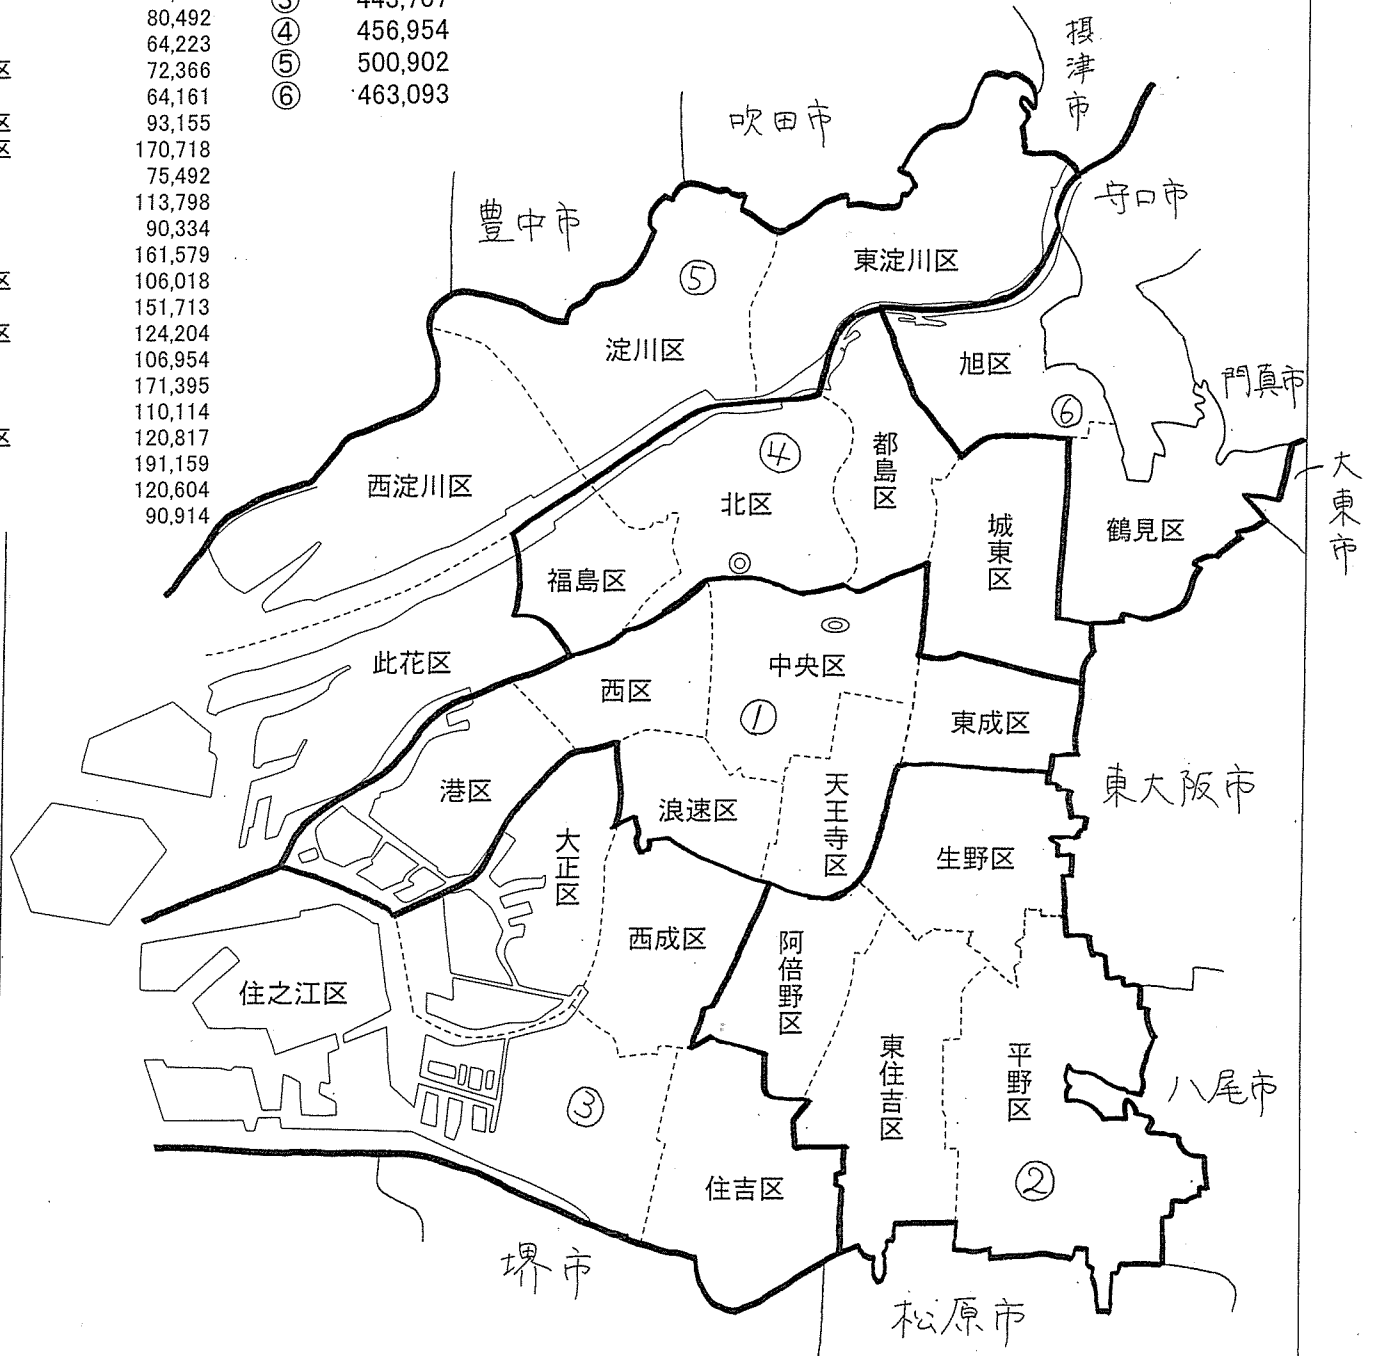 80,492
64,223
区 72,366
64,161
区 93,155
区 170,718
75,492
113,798
90,334
161,579
区 106,018
151,713
区 124,204
106,954
171,395
110,114
区 120,817
191,159
120,604
90,914
④ 456,954
⑤ 500,902
⑥ 463,093
摂津市
吹田市
守口市
豊中市
東淀川区
⑤
淀川区
旭区
門真市
⑥
④
都島区
西淀川区
北区
大東市
城東区
鶴見区
福島区
此花区
中央区
西区
①
東成区
港区
浪速区
天王寺区
東大阪市
大正区
生野区
西成区
阿倍野区
住之江区
東住吉区
平野区
八尾市
③
住吉区
②
堺市
松原市